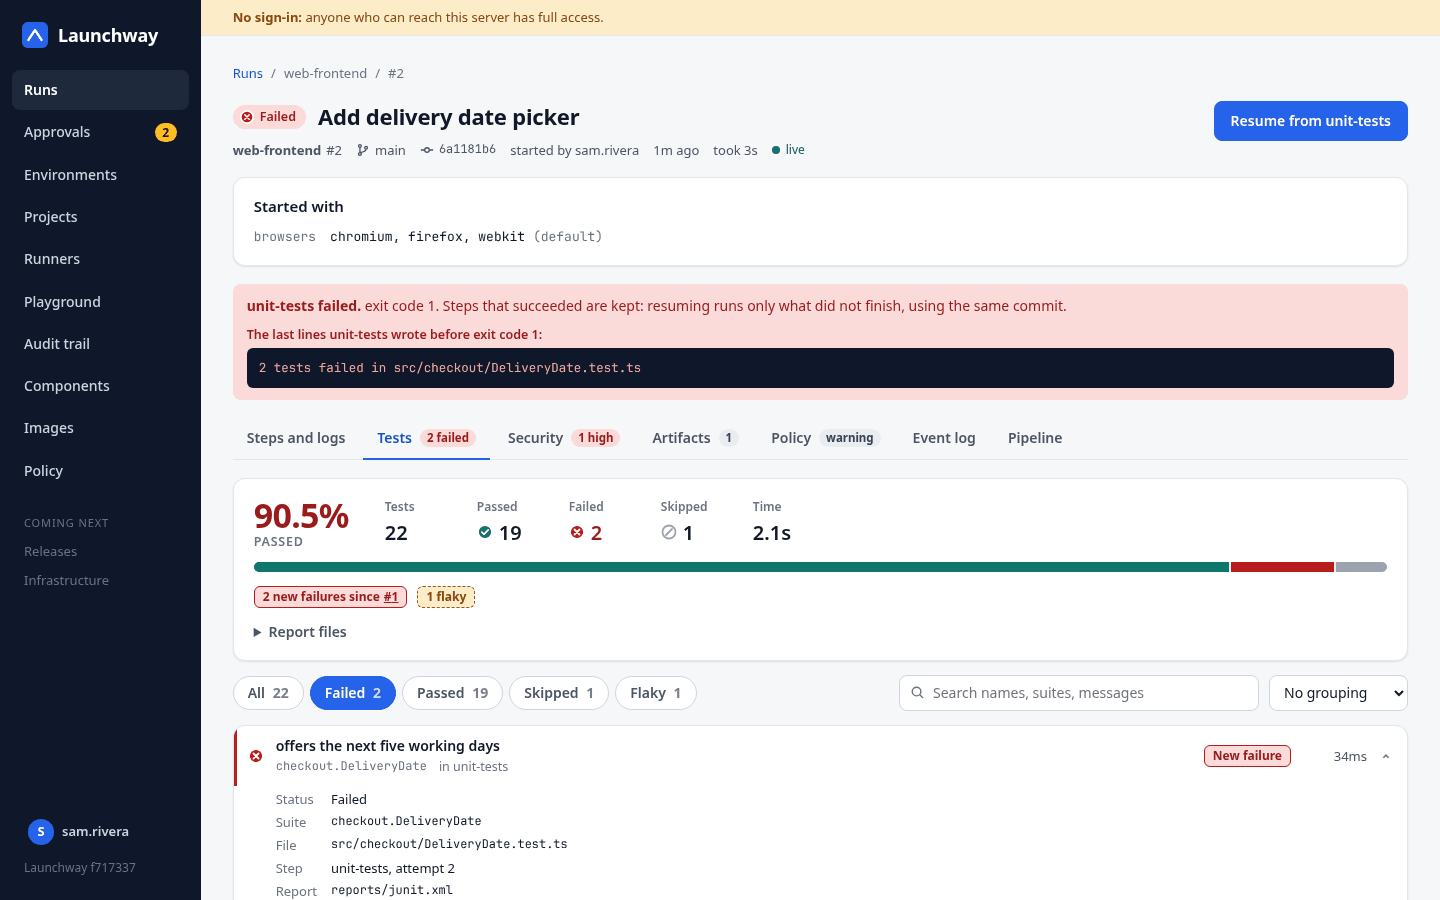 Launchway
Runs
Approvals 2
Environments
Projects
Runners
Playground
Audit trail
Components
Images
Policy
COMING NEXT
Releases
Infrastructure
S sam.rivera
Launchway f717337
No sign-in: anyone who can reach this server has full access.
Runs / web-frontend / #2
Failed Add delivery date picker
Resume from unit-tests
web-frontend #2 main 6a1181b6 started by sam.rivera 1m ago took 3s live
Started with
browsers chromium, firefox, webkit (default)
unit-tests failed. exit code 1. Steps that succeeded are kept: resuming runs only what did not finish, using the same commit.
The last lines unit-tests wrote before exit code 1:
2 tests failed in src/checkout/DeliveryDate.test.ts
Steps and logs Tests 2 failed Security 1 high Artifacts 1 Policy warning Event log Pipeline
90.5% PASSED
Tests Passed Failed Skipped Time
22 19 2 1 2.1s
2 new failures since #1 1 flaky
Report files
All 22 Failed 2 Passed 19 Skipped 1 Flaky 1 Search names, suites, messages No grouping
offers the next five working days
checkout.DeliveryDate in unit-tests
New failure 34ms
Status Failed
Suite checkout.DeliveryDate
File src/checkout/DeliveryDate.test.ts
Step unit-tests, attempt 2
Report reports/junit.xml